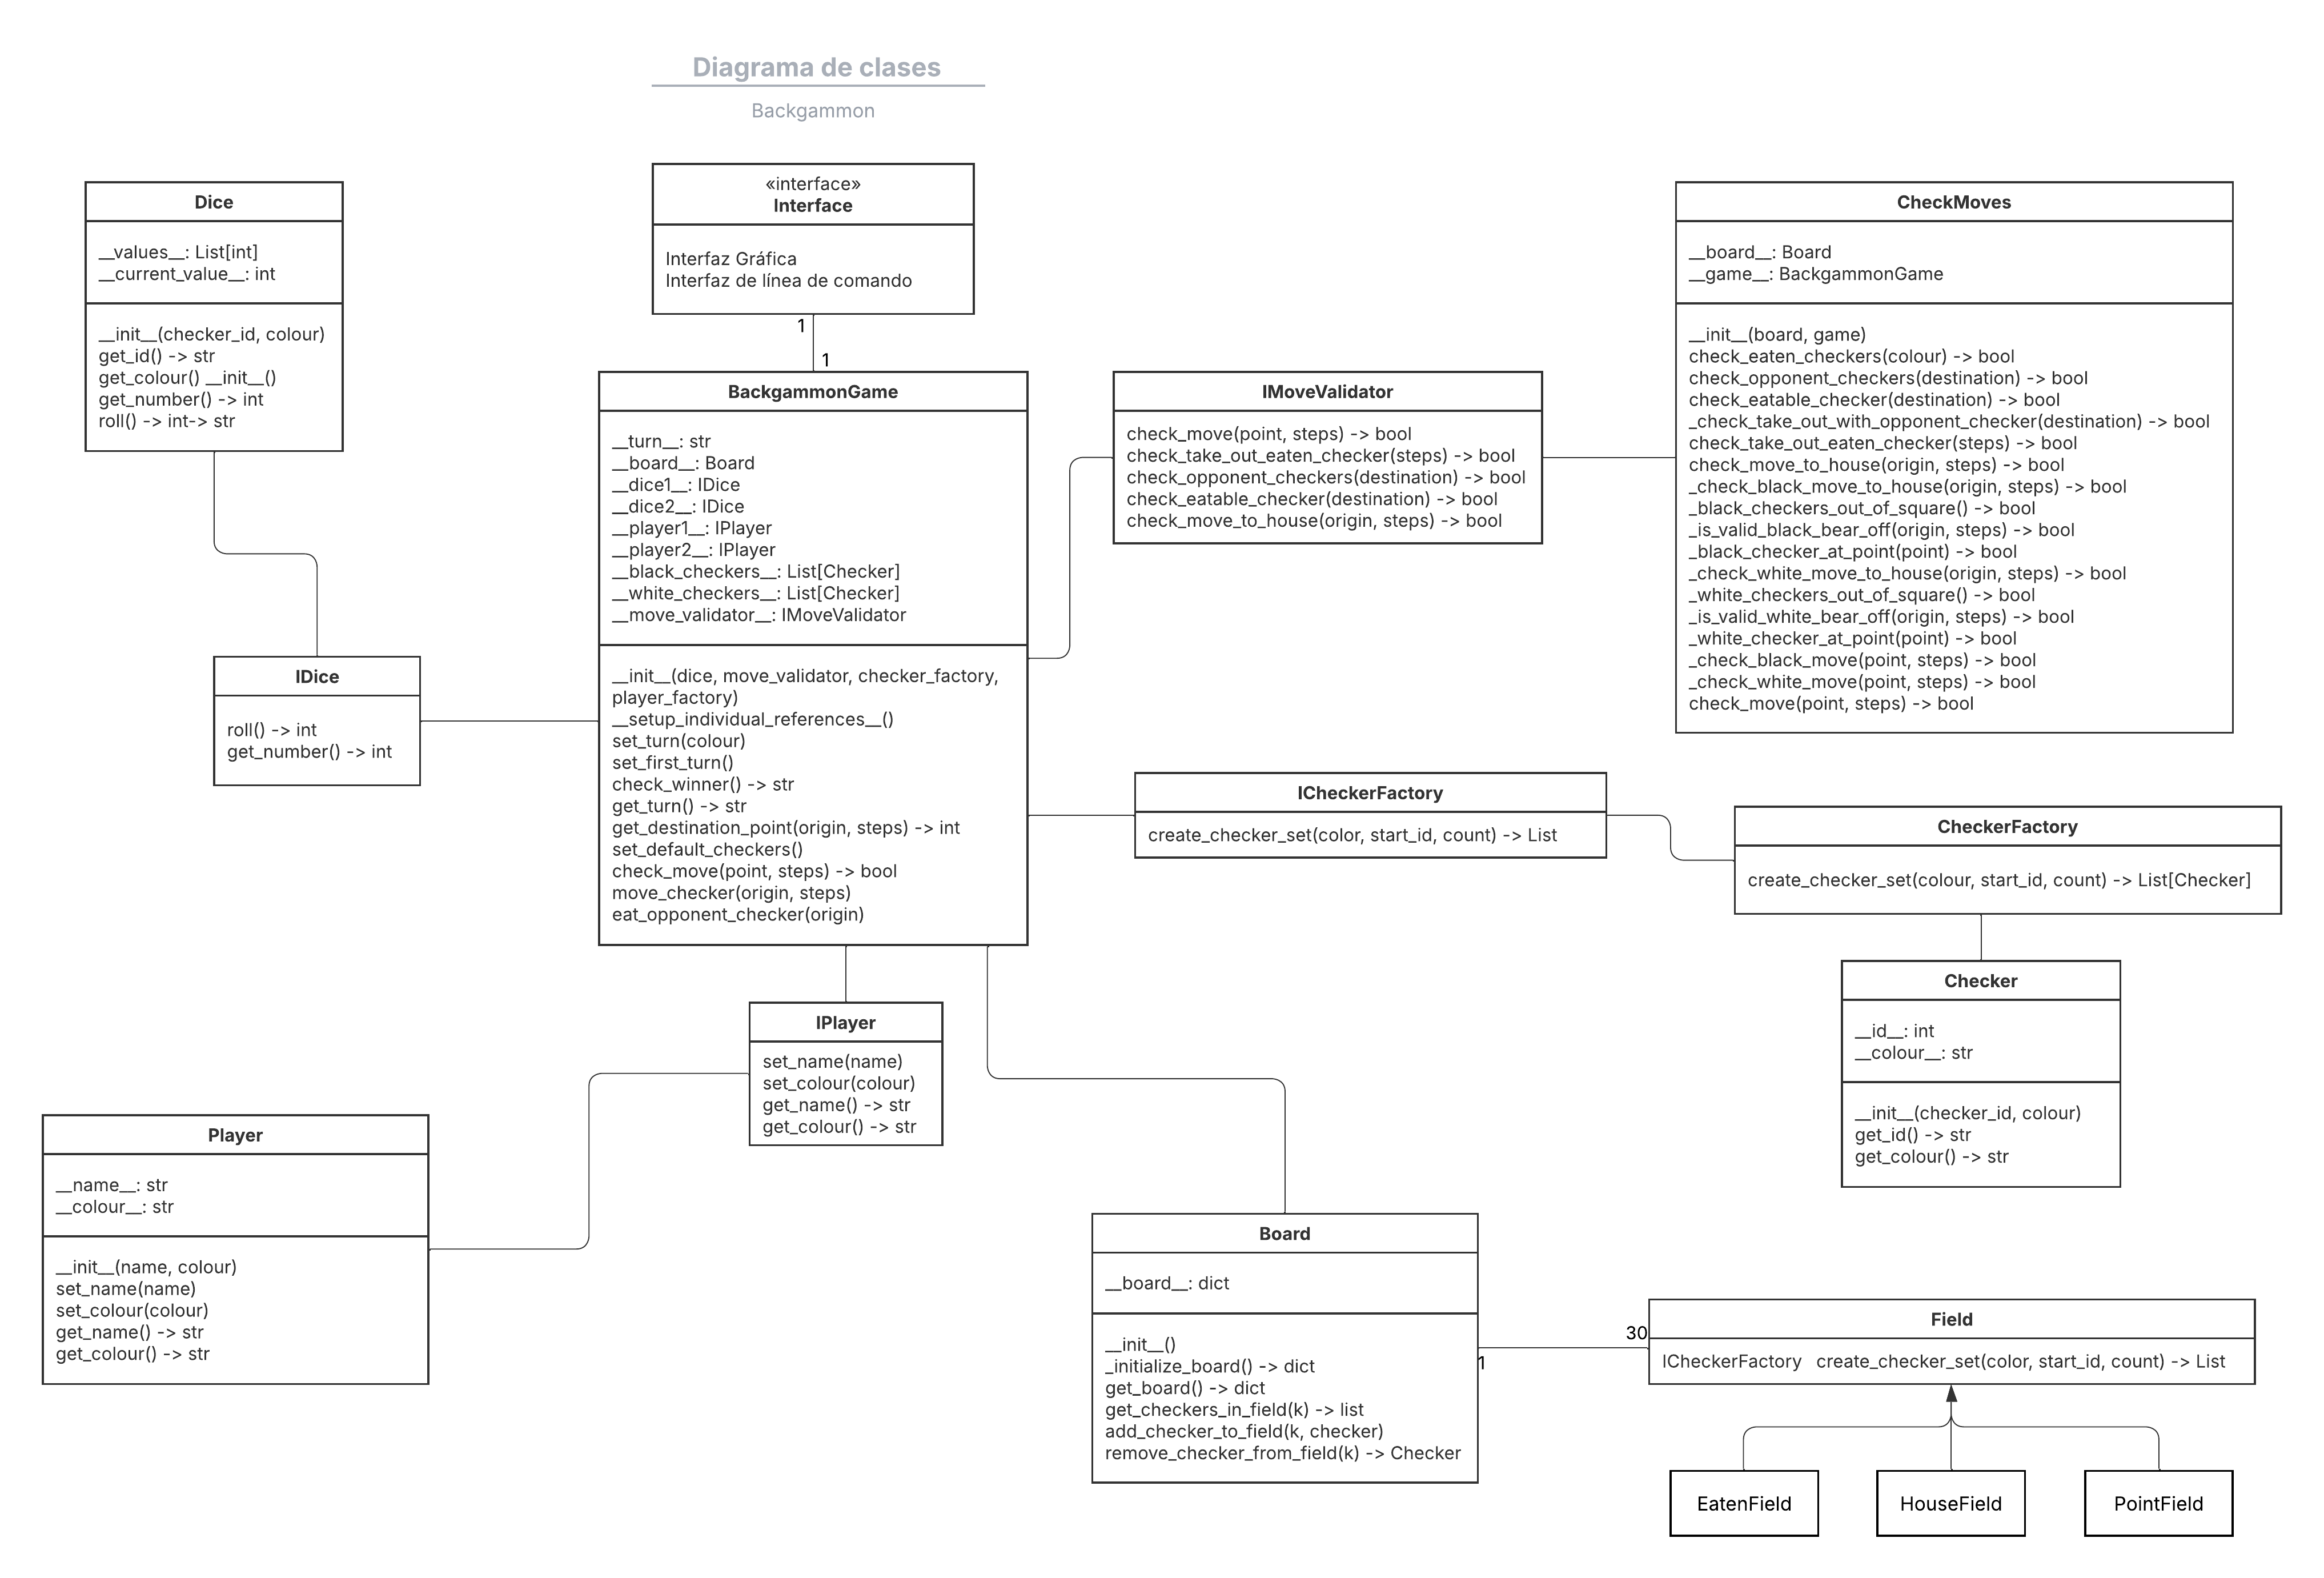 Diagrama de clases
Backgammon
Dice
__values__: List[int]
__current_value__: int
__init__(checker_id, colour)
get_id() -> str
get_colour() __init__()
get_number() -> int
roll() -> int-> str
«interface»
Interface
Interfaz Gráfica
Interfaz de línea de comando
1
1
CheckMoves
__board__: Board
__game__: BackgammonGame
__init__(board, game)
check_eaten_checkers(colour) -> bool
check_opponent_checkers(destination) -> bool
check_eatable_checker(destination) -> bool
_check_take_out_with_opponent_checker(destination) -> bool
check_take_out_eaten_checker(steps) -> bool
check_move_to_house(origin, steps) -> bool
_check_black_move_to_house(origin, steps) -> bool
_black_checkers_out_of_square() -> bool
_is_valid_black_bear_off(origin, steps) -> bool
_black_checker_at_point(point) -> bool
_check_white_move_to_house(origin, steps) -> bool
_white_checkers_out_of_square() -> bool
_is_valid_white_bear_off(origin, steps) -> bool
_white_checker_at_point(point) -> bool
_check_black_move(point, steps) -> bool
_check_white_move(point, steps) -> bool
check_move(point, steps) -> bool
BackgammonGame
__turn__: str
__board__: Board
__dice1__: IDice
__dice2__: IDice
__player1__: IPlayer
__player2__: IPlayer
__black_checkers__: List[Checker]
__white_checkers__: List[Checker]
__move_validator__: IMoveValidator
__init__(dice, move_validator, checker_factory,
player_factory)
__setup_individual_references__()
set_turn(colour)
set_first_turn()
check_winner() -> str
get_turn() -> str
get_destination_point(origin, steps) -> int
set_default_checkers()
check_move(point, steps) -> bool
move_checker(origin, steps)
eat_opponent_checker(origin)
IMoveValidator
check_move(point, steps) -> bool
check_take_out_eaten_checker(steps) -> bool
check_opponent_checkers(destination) -> bool
check_eatable_checker(destination) -> bool
check_move_to_house(origin, steps) -> bool
IDice
roll() -> int
get_number() -> int
ICheckerFactory
create_checker_set(color, start_id, count) -> List
CheckerFactory
create_checker_set(colour, start_id, count) -> List[Checker]
Checker
__id__: int
__colour__: str
__init__(checker_id, colour)
get_id() -> str
get_colour() -> str
IPlayer
set_name(name)
set_colour(colour)
get_name() -> str
get_colour() -> str
Player
__name__: str
__colour__: str
__init__(name, colour)
set_name(name)
set_colour(colour)
get_name() -> str
get_colour() -> str
Board
__board__: dict
__init__()
_initialize_board() -> dict
get_board() -> dict
get_checkers_in_field(k) -> list
add_checker_to_field(k, checker)
remove_checker_from_field(k) -> Checker
1
30
Field
ICheckerFactory create_checker_set(color, start_id, count) -> List
EatenField
HouseField
PointField